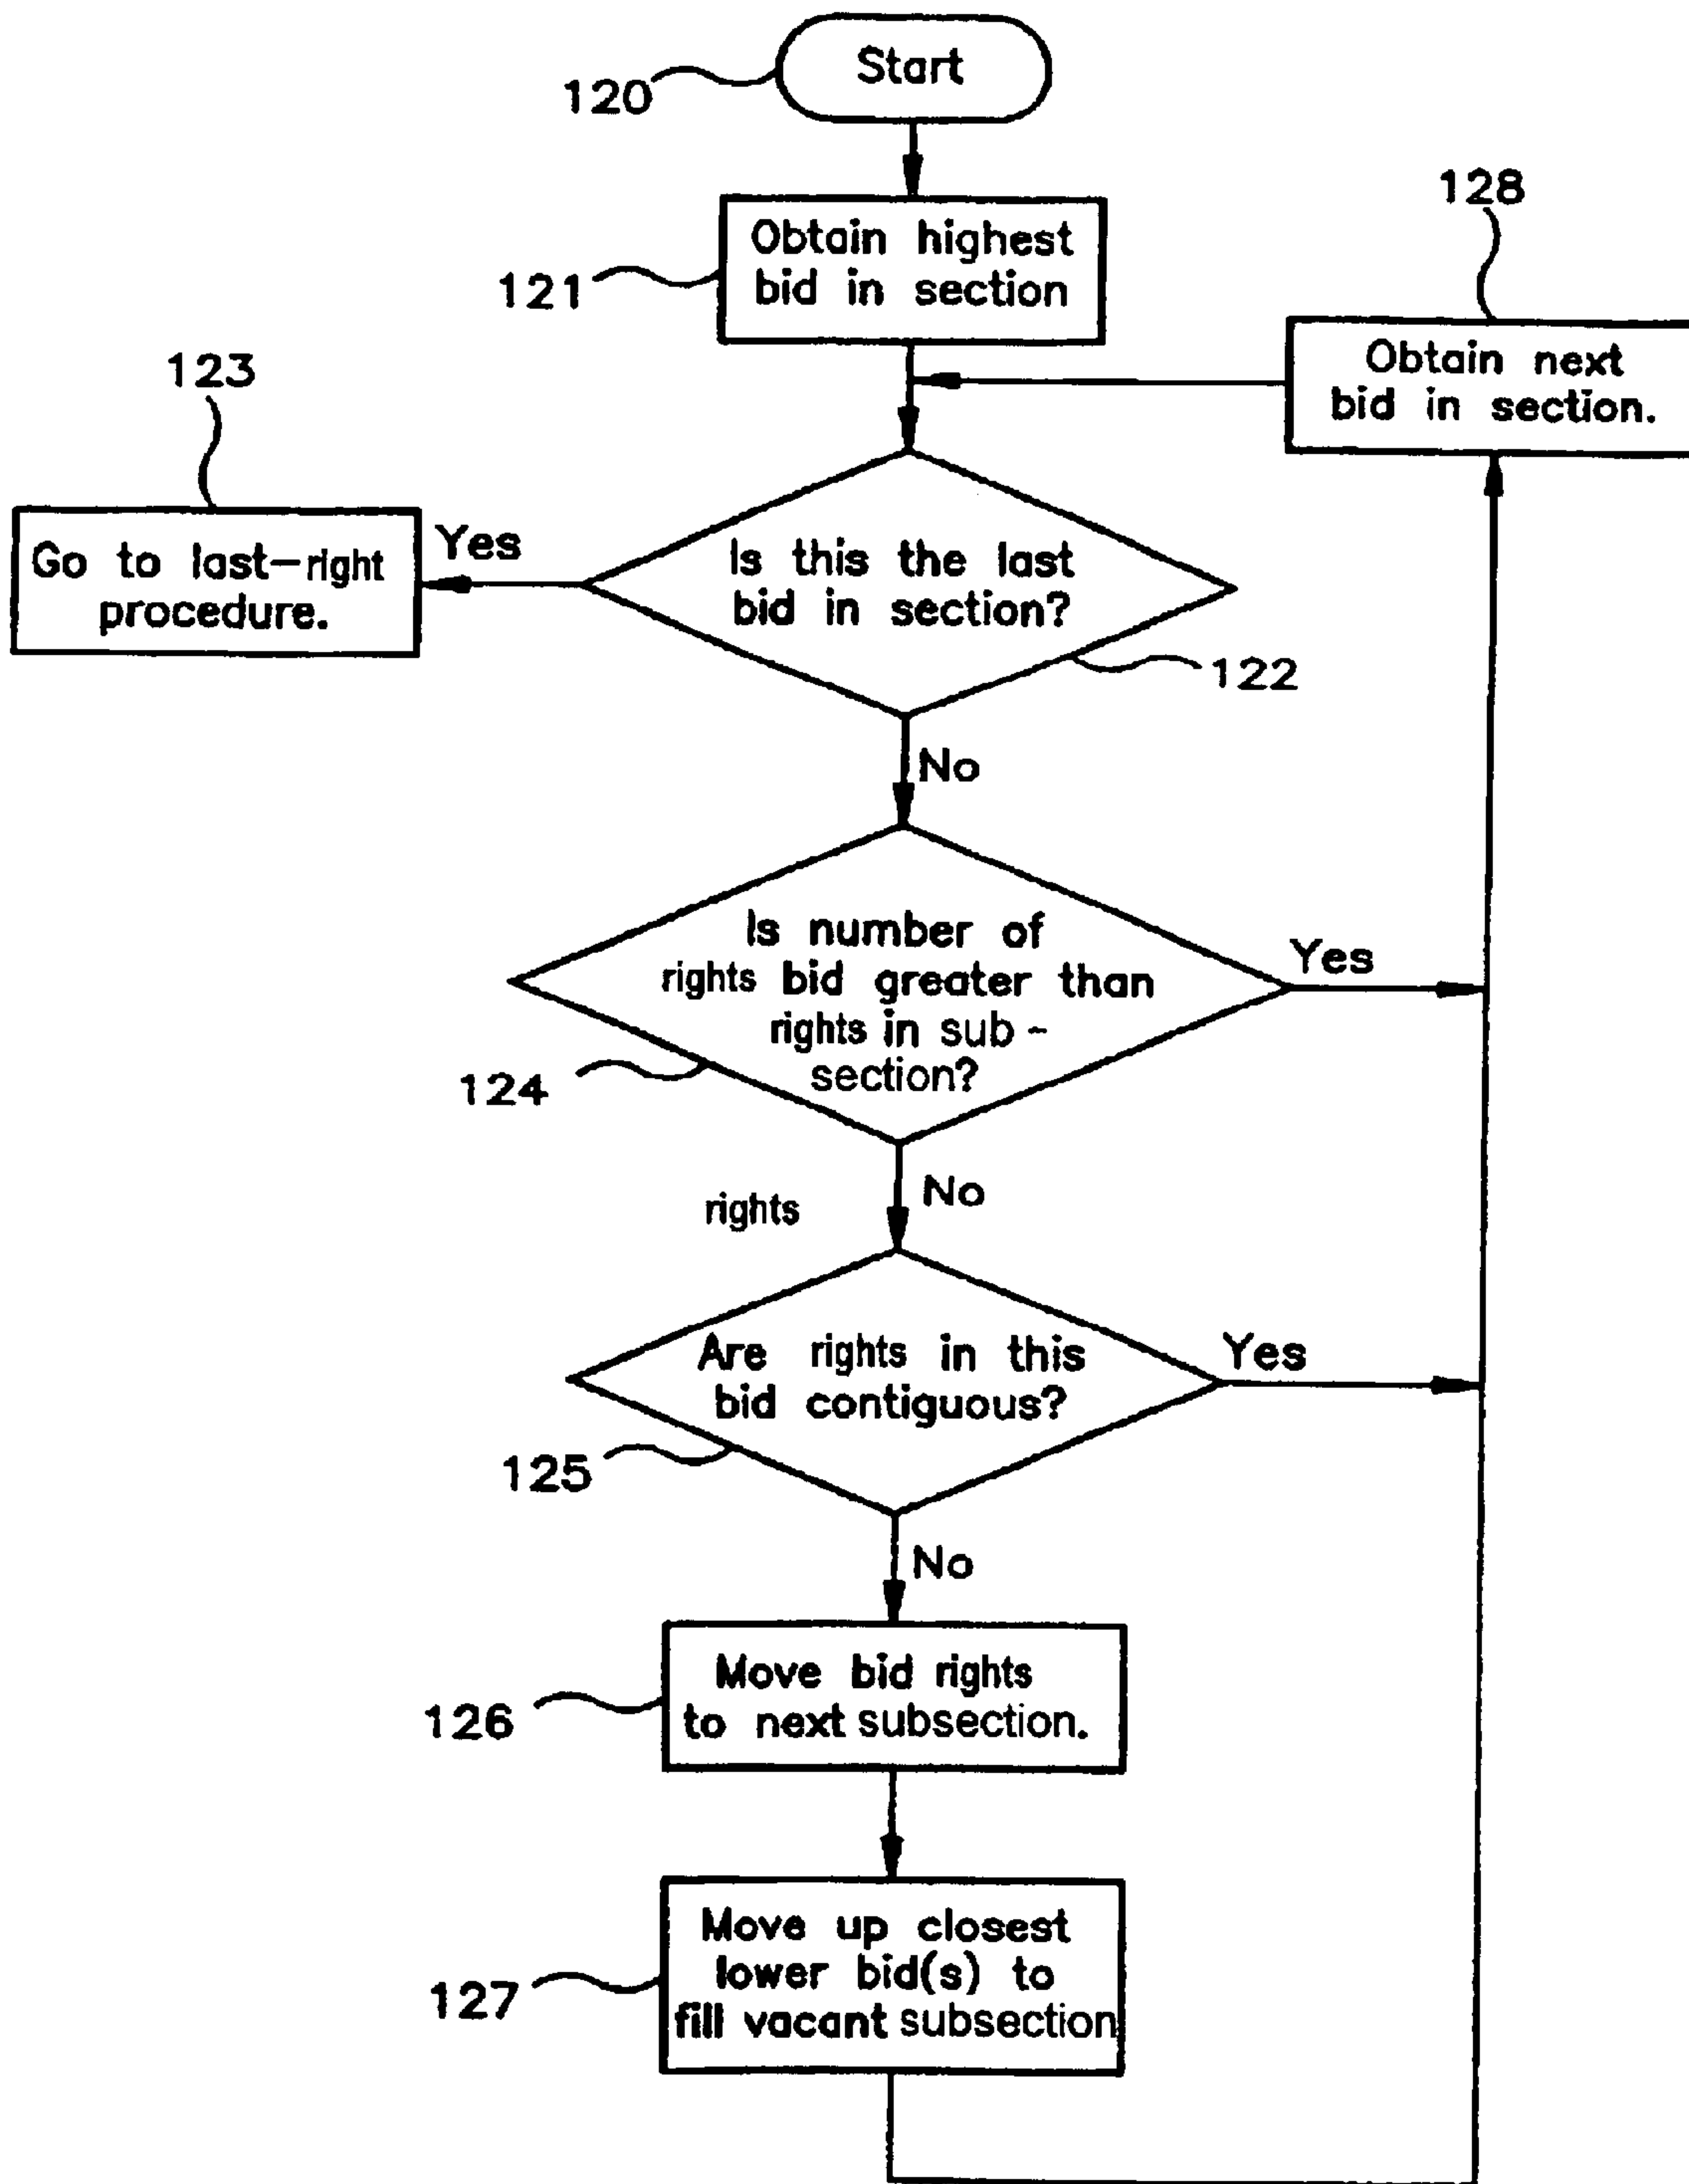 Start
120
Obtain highest
bid in section
121
128
Obtain next
bid in section.
123
Go to last-right
procedure.
Yes
Is this the last
bid in section?
122
No
Is number of
rights bid greater than
rights in sub-
section?
Yes
124
No
rights
Are rights in this
bid contiguous?
Yes
125
No
Move bid rights
to next subsection.
126
Move up closest
lower bid(s) to
fill vacant subsection
127